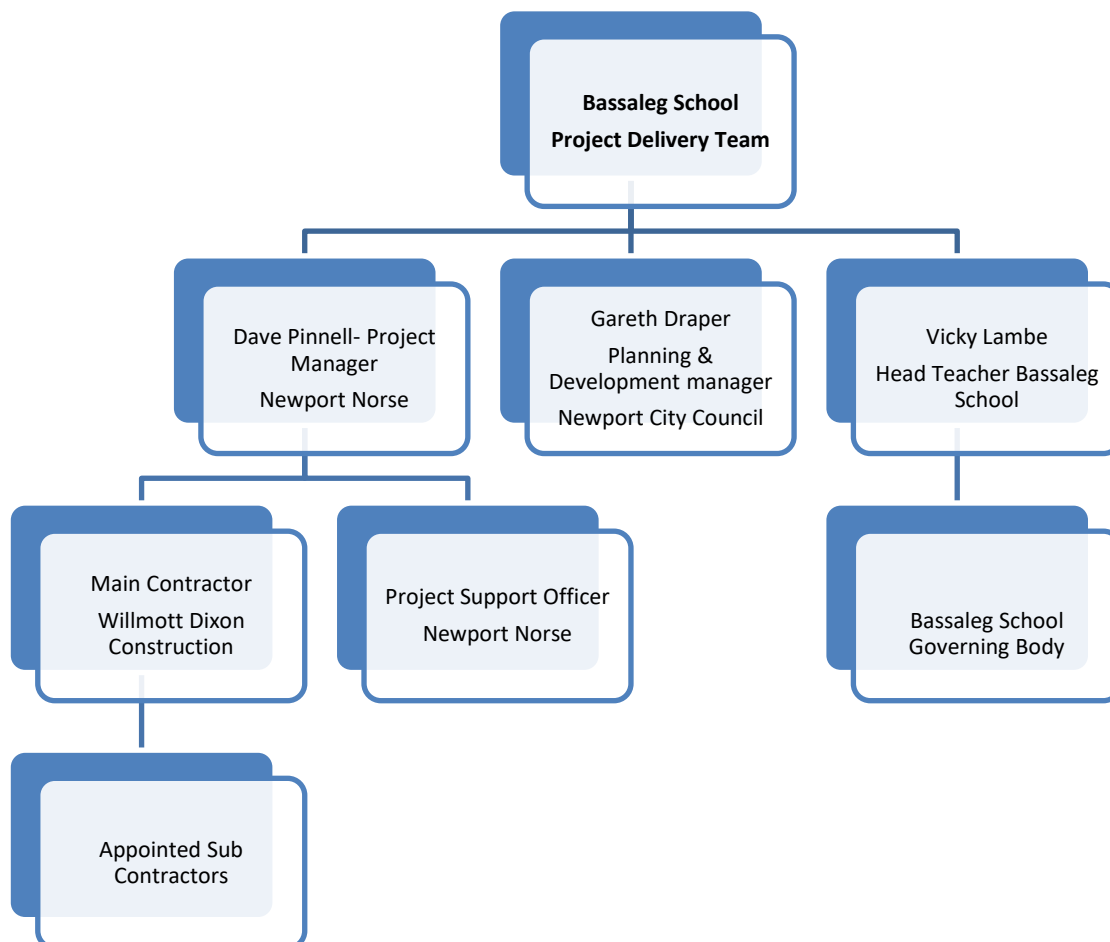 Bassaleg School
Project Delivery Team
Dave Pinnell- Project
Manager
Newport Norse
Gareth Draper
Planning &
Development manager
Newport City Council
Vicky Lambe
Head Teacher Bassaleg
School
Main Contractor
Willmott Dixon
Construction
Project Support Officer
Newport Norse
Bassaleg School
Governing Body
Appointed Sub
Contractors